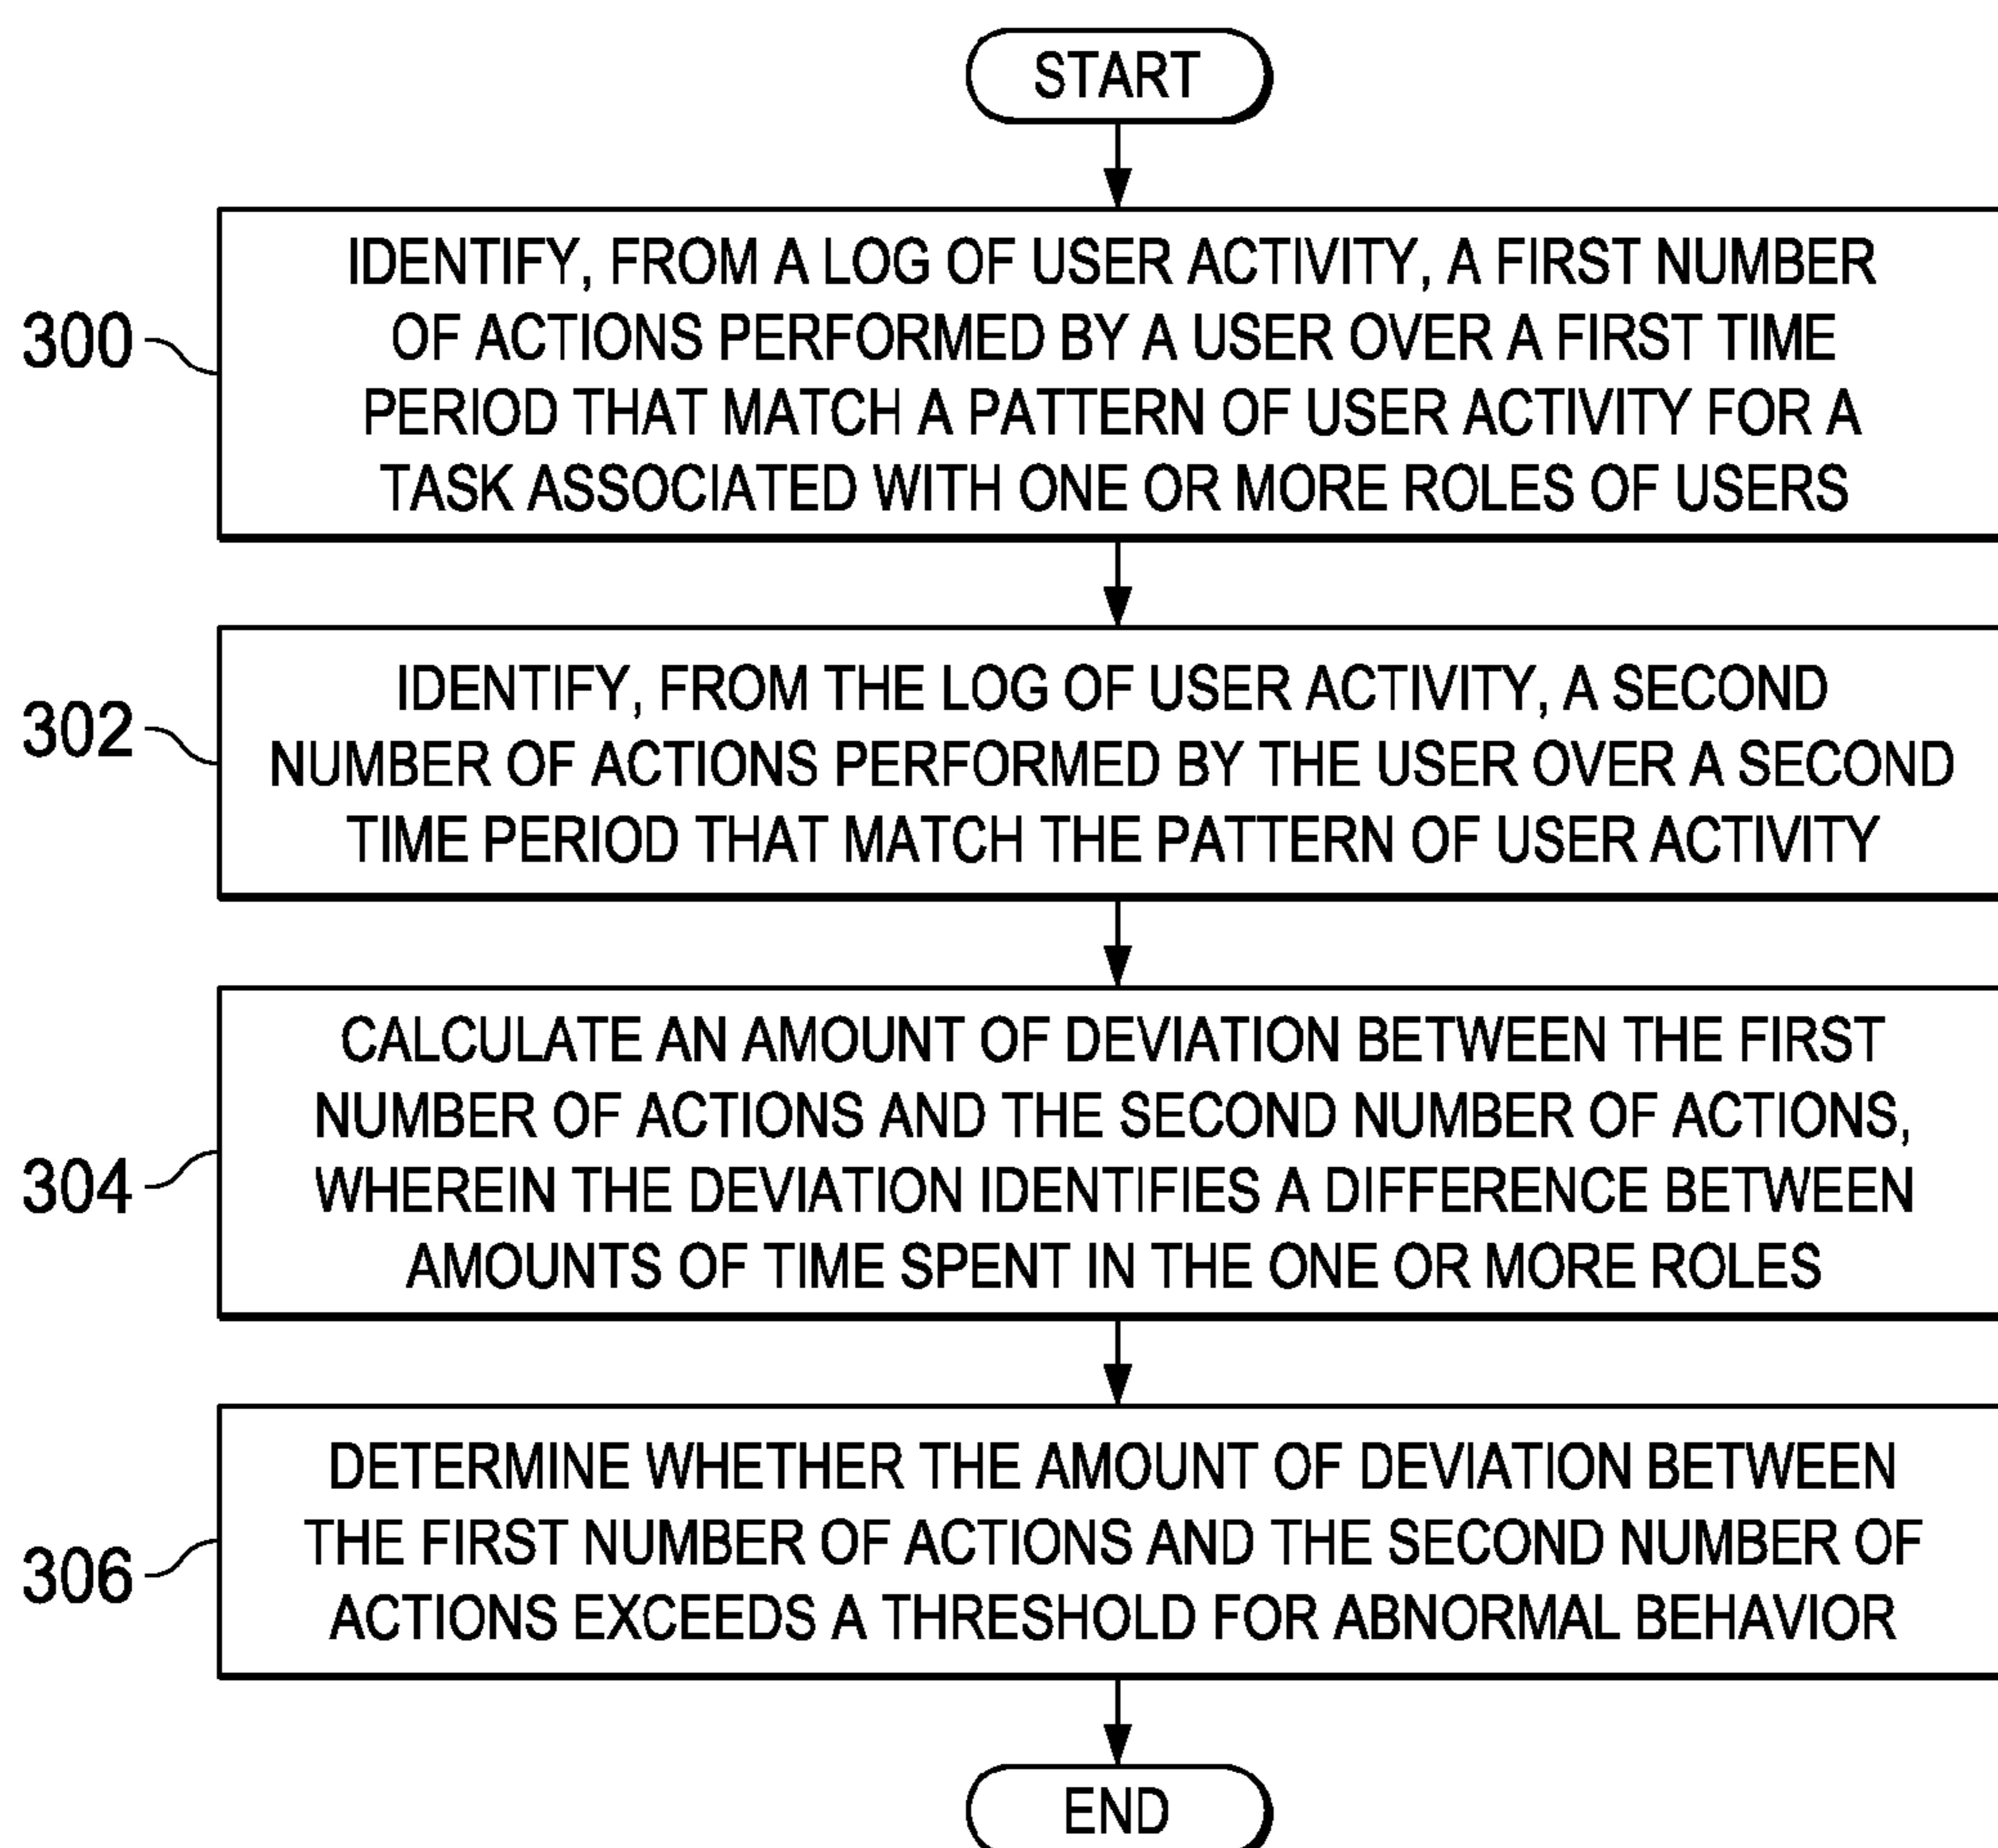 START
300
IDENTIFY, FROM A LOG OF USER ACTIVITY, A FIRST NUMBER
OF ACTIONS PERFORMED BY A USER OVER A FIRST TIME
PERIOD THAT MATCH A PATTERN OF USER ACTIVITY FOR A
TASK ASSOCIATED WITH ONE OR MORE ROLES OF USERS
302
IDENTIFY, FROM THE LOG OF USER ACTIVITY, A SECOND
NUMBER OF ACTIONS PERFORMED BY THE USER OVER A SECOND
TIME PERIOD THAT MATCH THE PATTERN OF USER ACTIVITY
304
CALCULATE AN AMOUNT OF DEVIATION BETWEEN THE FIRST
NUMBER OF ACTIONS AND THE SECOND NUMBER OF ACTIONS,
WHEREIN THE DEVIATION IDENTIFIES A DIFFERENCE BETWEEN
AMOUNTS OF TIME SPENT IN THE ONE OR MORE ROLES
306
DETERMINE WHETHER THE AMOUNT OF DEVIATION BETWEEN
THE FIRST NUMBER OF ACTIONS AND THE SECOND NUMBER OF
ACTIONS EXCEEDS A THRESHOLD FOR ABNORMAL BEHAVIOR
END